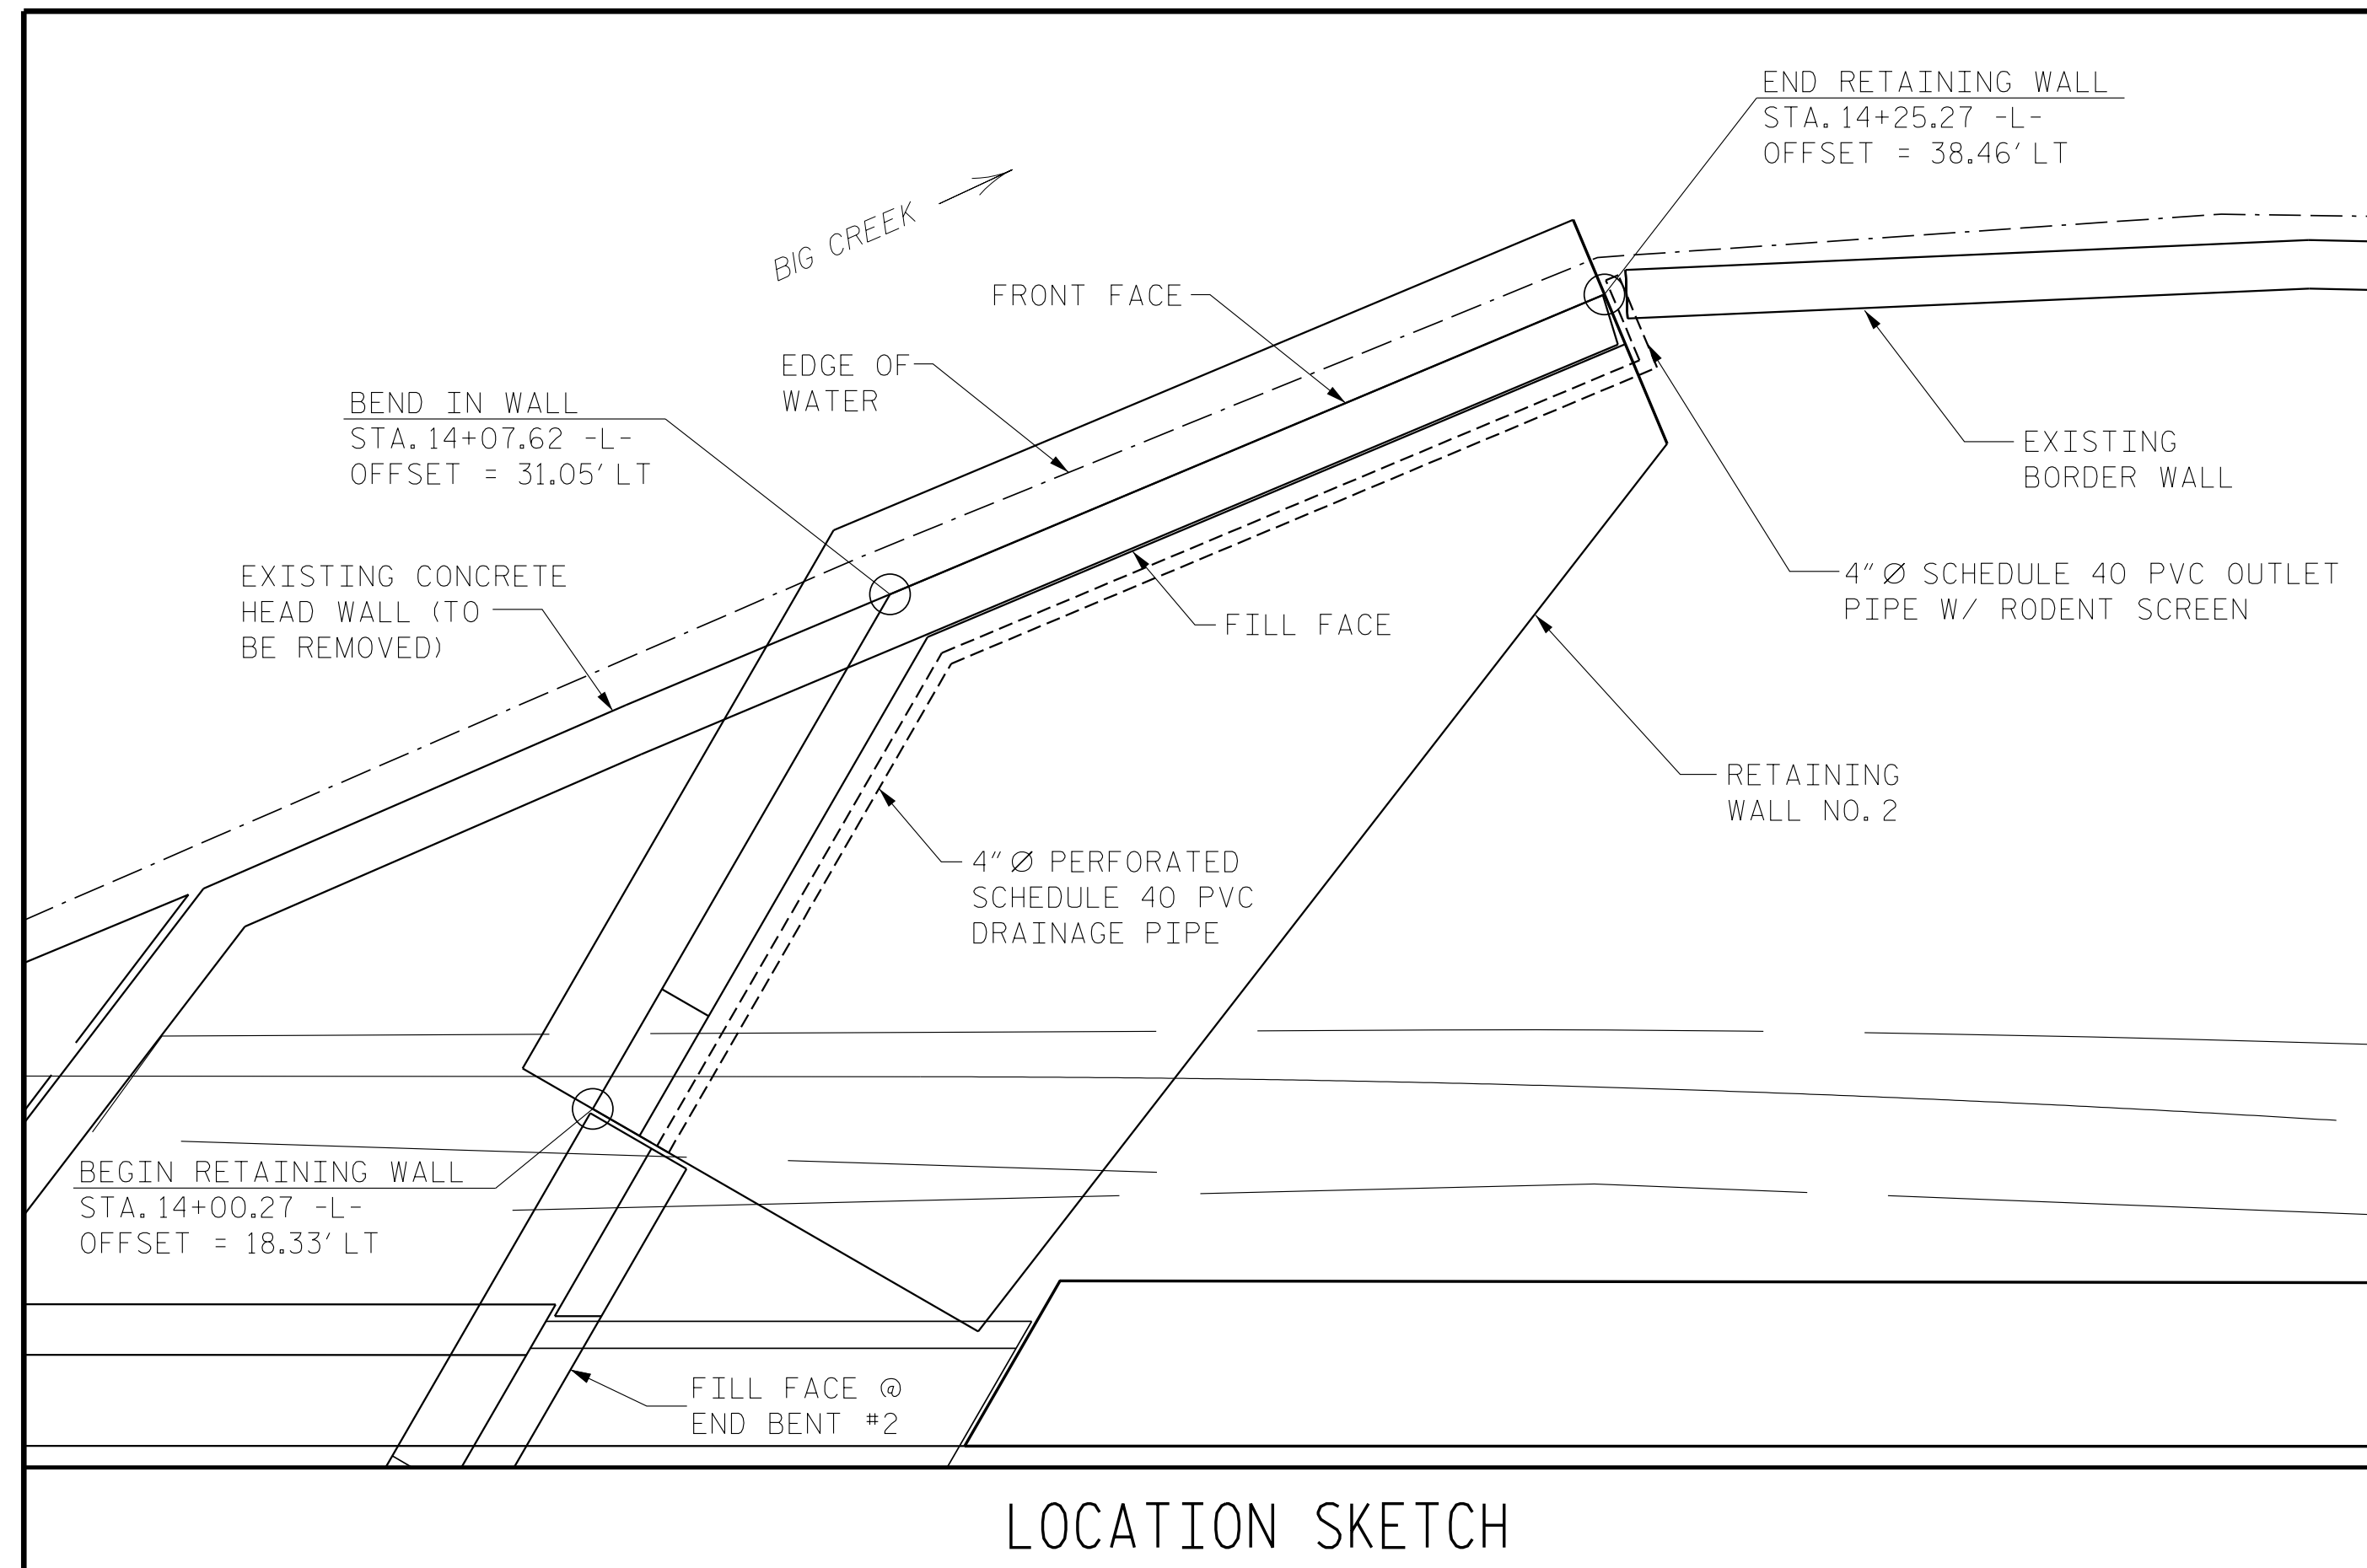 END RETAINING WALL
STA. 14+25.27 -L-
OFFSET = 38.46' LT
BIG CREEK
FRONT FACE
EDGE OF
WATER
BEND IN WALL
STA. 14+07.62 -L-
OFFSET = 31.05' LT
EXISTING
BORDER WALL
EXISTING CONCRETE
HEAD WALL (TO
BE REMOVED)
4"Ø SCHEDULE 40 PVC OUTLET
PIPE W/ RODENT SCREEN
FILL FACE
RETAINING
WALL NO. 2
4"Ø PERFORATED
SCHEDULE 40 PVC
DRAINAGE PIPE
BEGIN RETAINING WALL
STA. 14+00.27 -L-
OFFSET = 18.33' LT
FILL FACE @
END BENT #2
LOCATION SKETCH